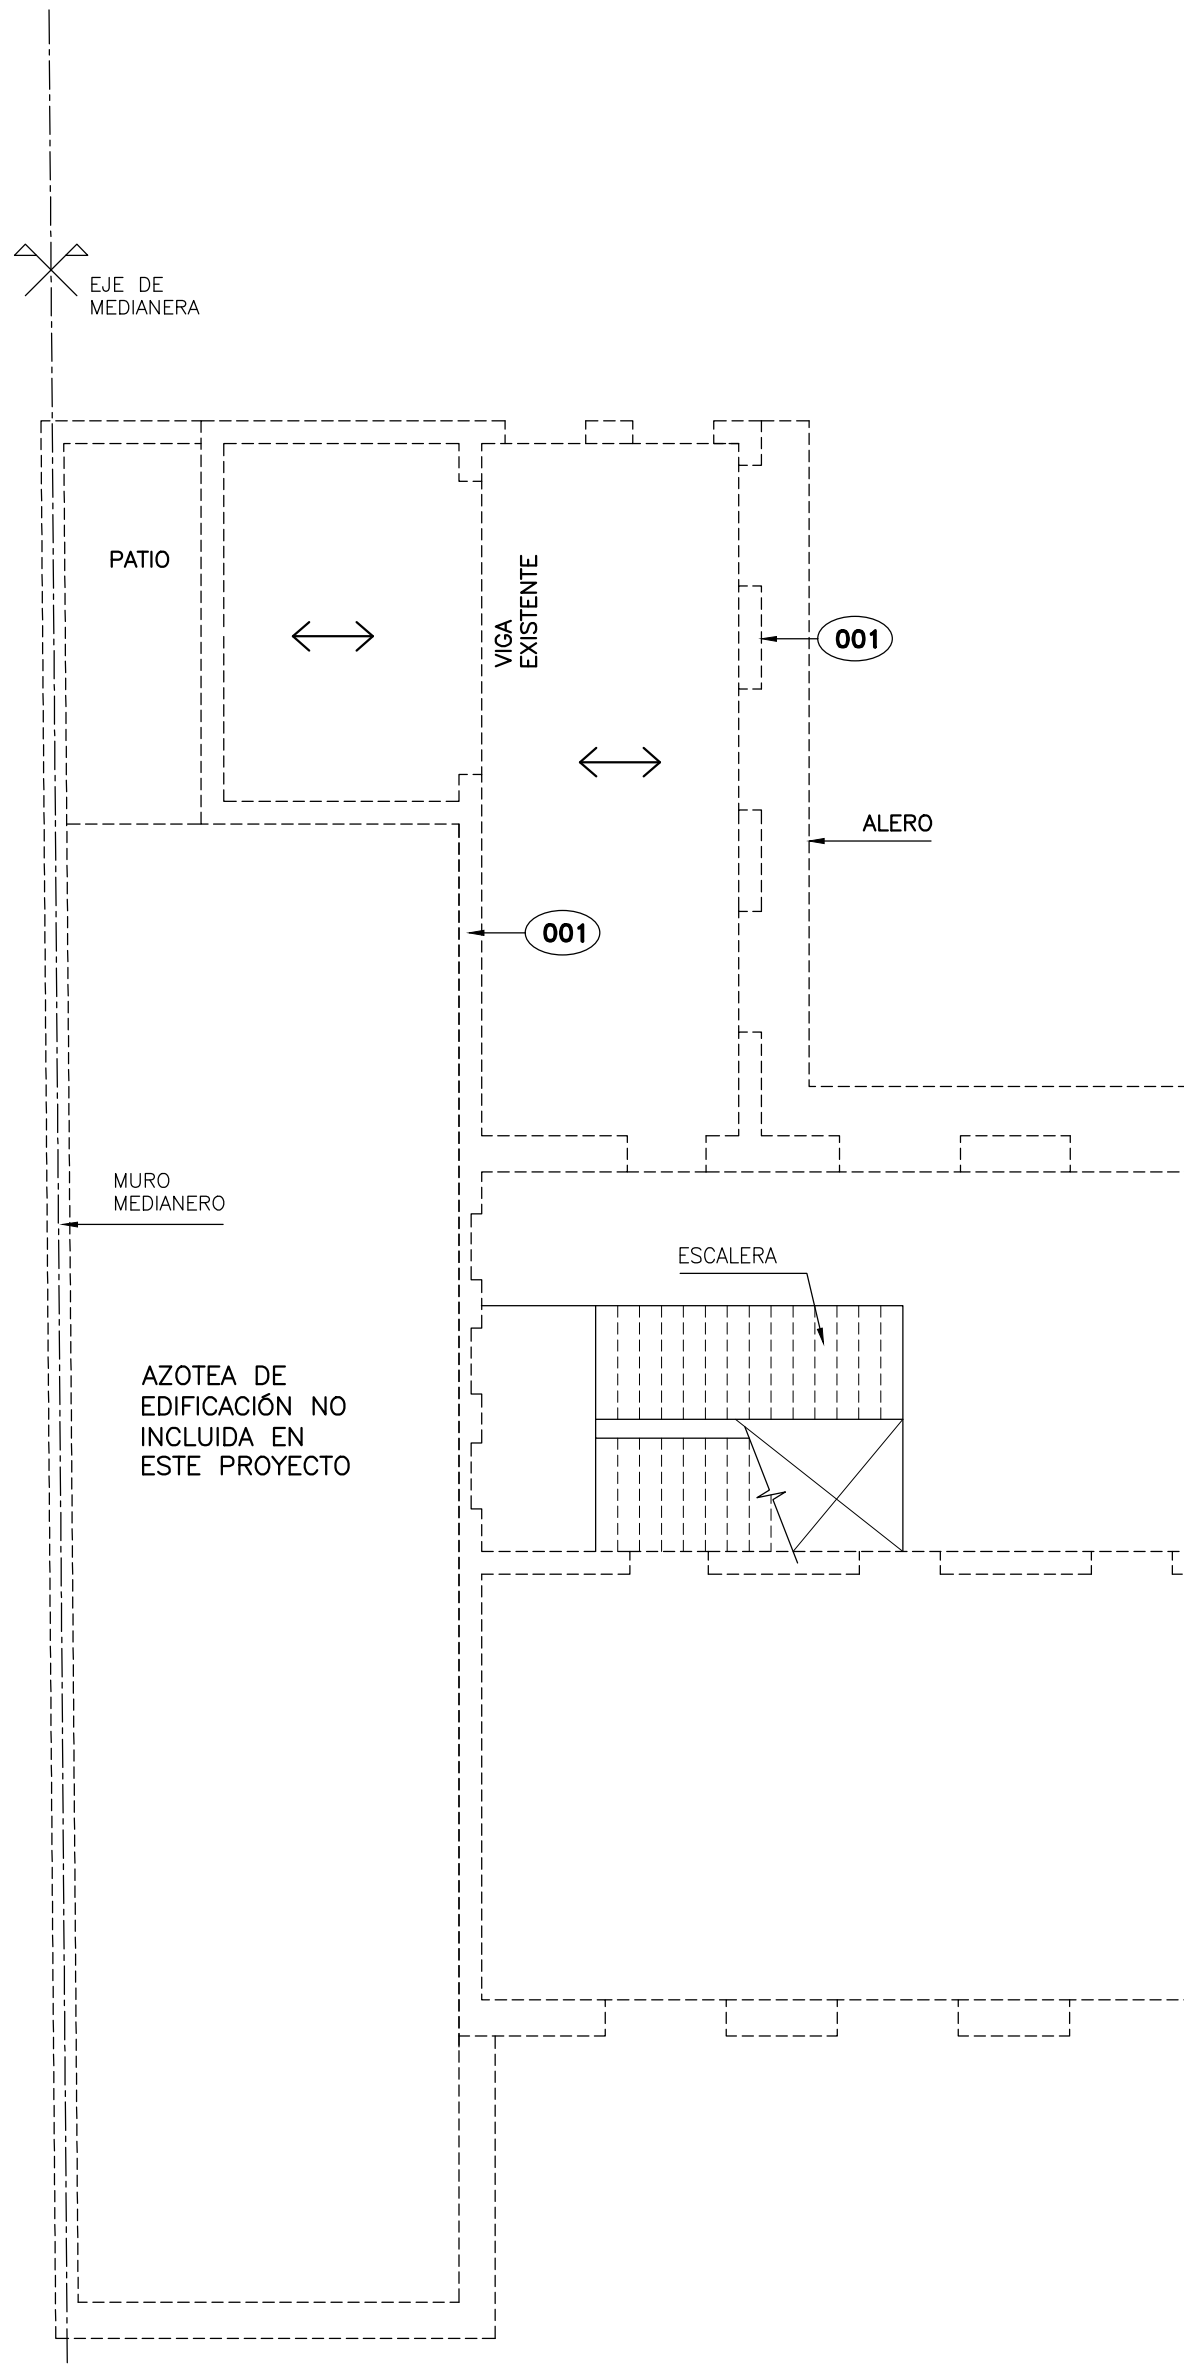 EJE DE
MEDIANERA
PATIO
VIGA
EXISTENTE
001
ALERO
001
MURO
MEDIANERO
ESCALERA
AZOTEA DE
EDIFICACIÓN NO
INCLUIDA EN
ESTE PROYECTO